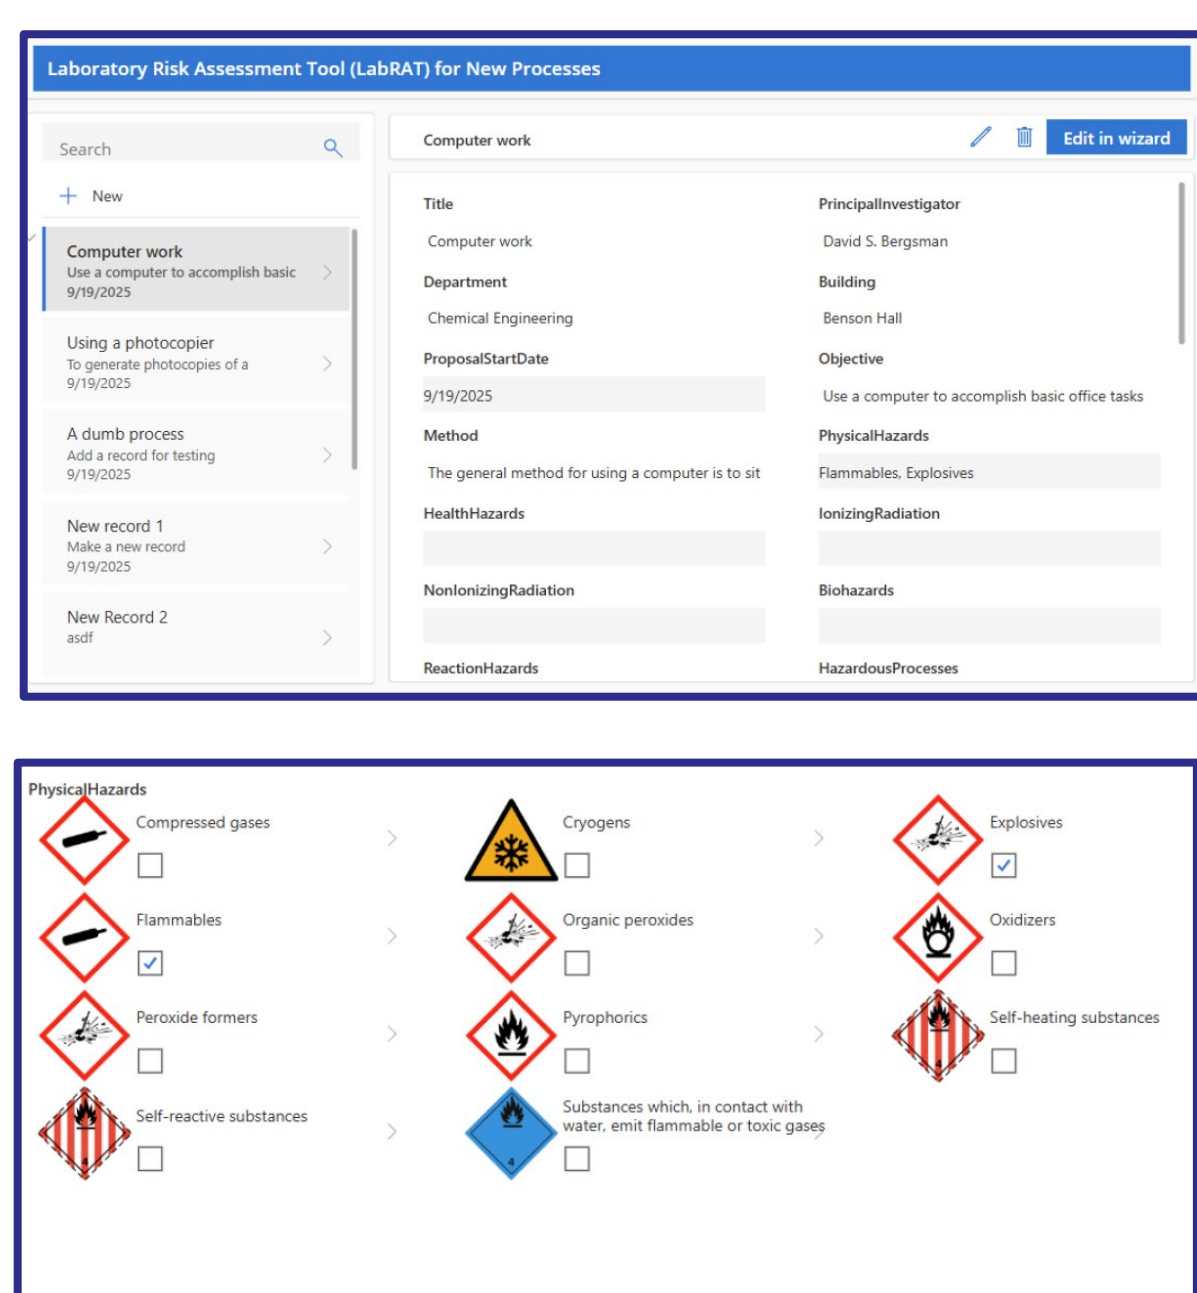 Laboratory Risk Assessment Tool (LabRAT) for New Processes
Search
New
Computer work
Use a computer to accomplish basic
9/19/2025
Using a photocopier
To generate photocopies of a
9/19/2025
A dumb process
Add a record for testing
9/19/2025
New record 1
Make a new record
9/19/2025
New Record 2
asdf
Computer work
Edit in wizard
Title
PrincipalInvestigator
Computer work
David S. Bergsman
Department
Building
Chemical Engineering
Benson Hall
ProposalStartDate
Objective
9/19/2025
Use a computer to accomplish basic office tasks
Method
PhysicalHazards
The general method for using a computer is to sit
Flammables, Explosives
HealthHazards
IonizingRadiation
NonIonizingRadiation
Biohazards
ReactionHazards
HazardousProcesses
PhysicalHazards
Compressed gases
Cryogens
Explosives
Flammables
Organic peroxides
Oxidizers
Peroxide formers
Pyrophorics
Self-heating substances
4
Self-reactive substances
4
Substances which, in contact with
water, emit flammable or toxic gases
4